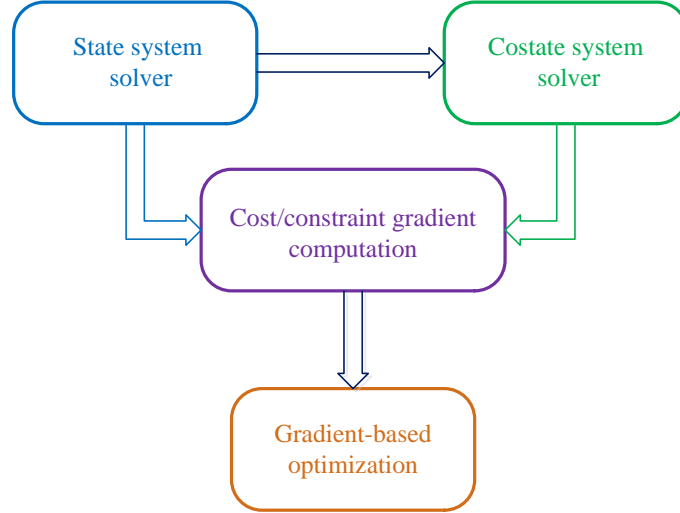 State system
solver
Costate system
solver
Cost/constraint gradient
computation
Gradient-based
optimization